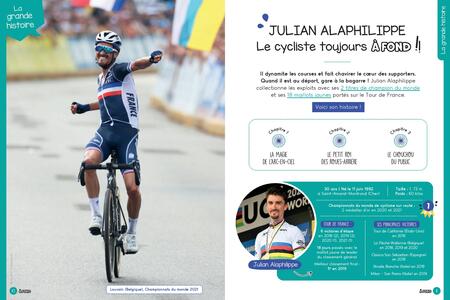 La
grande
histoire
FRANCE
Louvain (Belgique), Championnats du monde 2021
La grande histoire
JULIAN ALAPHILIPPE
Le cycliste toujours À FOND !
Il dynamite les courses et fait chavirer le cœur des supporters.
Quand il est au départ, gare à la bagarre ! Julian Alaphilippe
collectionne les exploits avec ses 2 titres de champion du monde
et ses 18 maillots jaunes portés sur le Tour de France.
Voici son histoire !
Chapitre 1
LA MAGIE
DE L'ARC-EN-CIEL
Chapitre 2
LE PETIT ROI
DES ROUES-ARRIÈRE
Chapitre 3
LE CHOUCHOU
DU PUBLIC
30 ans | Né le 11 juin 1992
à Saint-Amand-Montrond (Cher)
Taille : 1, 73 m
Poids : 60 kilos
Championnats du monde de cyclisme sur route :
2 médailles d'or en 2020 et 2021
1
TOUR DE FRANCE
6 victoires d'étape
en 2018 (2), 2019 (2)
2020 (1), 2021 (1)
18 jours passés avec le
maillot jaune de leader
du classement général
Meilleur classement final :
5e en 2019
LES PRINCIPALES VICTOIRES
Tour de Californie (États-Unis)
en 2016
La Flèche Wallonne (Belgique)
en 2018, 2019 et 2021
Clasica San Sebastian (Espagne)
en 2018
Strade Bianche (Italie) en 2019
Milan - San Remo (Italie) en 2019
Julian Alaphilippe